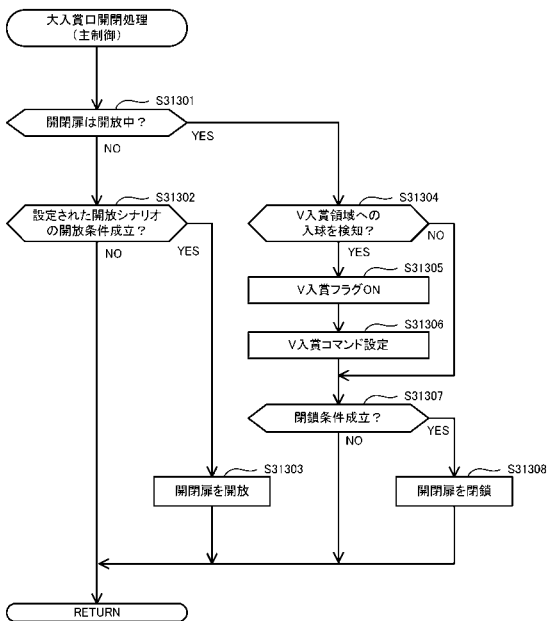 大入賞口開閉処理
(主制御)
S31301
開閉扉は開放中？
YES
NO
S31302
設定された開放シナリオ
の開放条件成立？
NO
YES
S31304
V入賞領域への
入球を検知？
NO
YES
S31305
V入賞フラグON
S31306
V入賞コマンド設定
S31307
閉鎖条件成立？
NO
YES
S31303
開閉扉を開放
S31308
開閉扉を閉鎖
RETURN